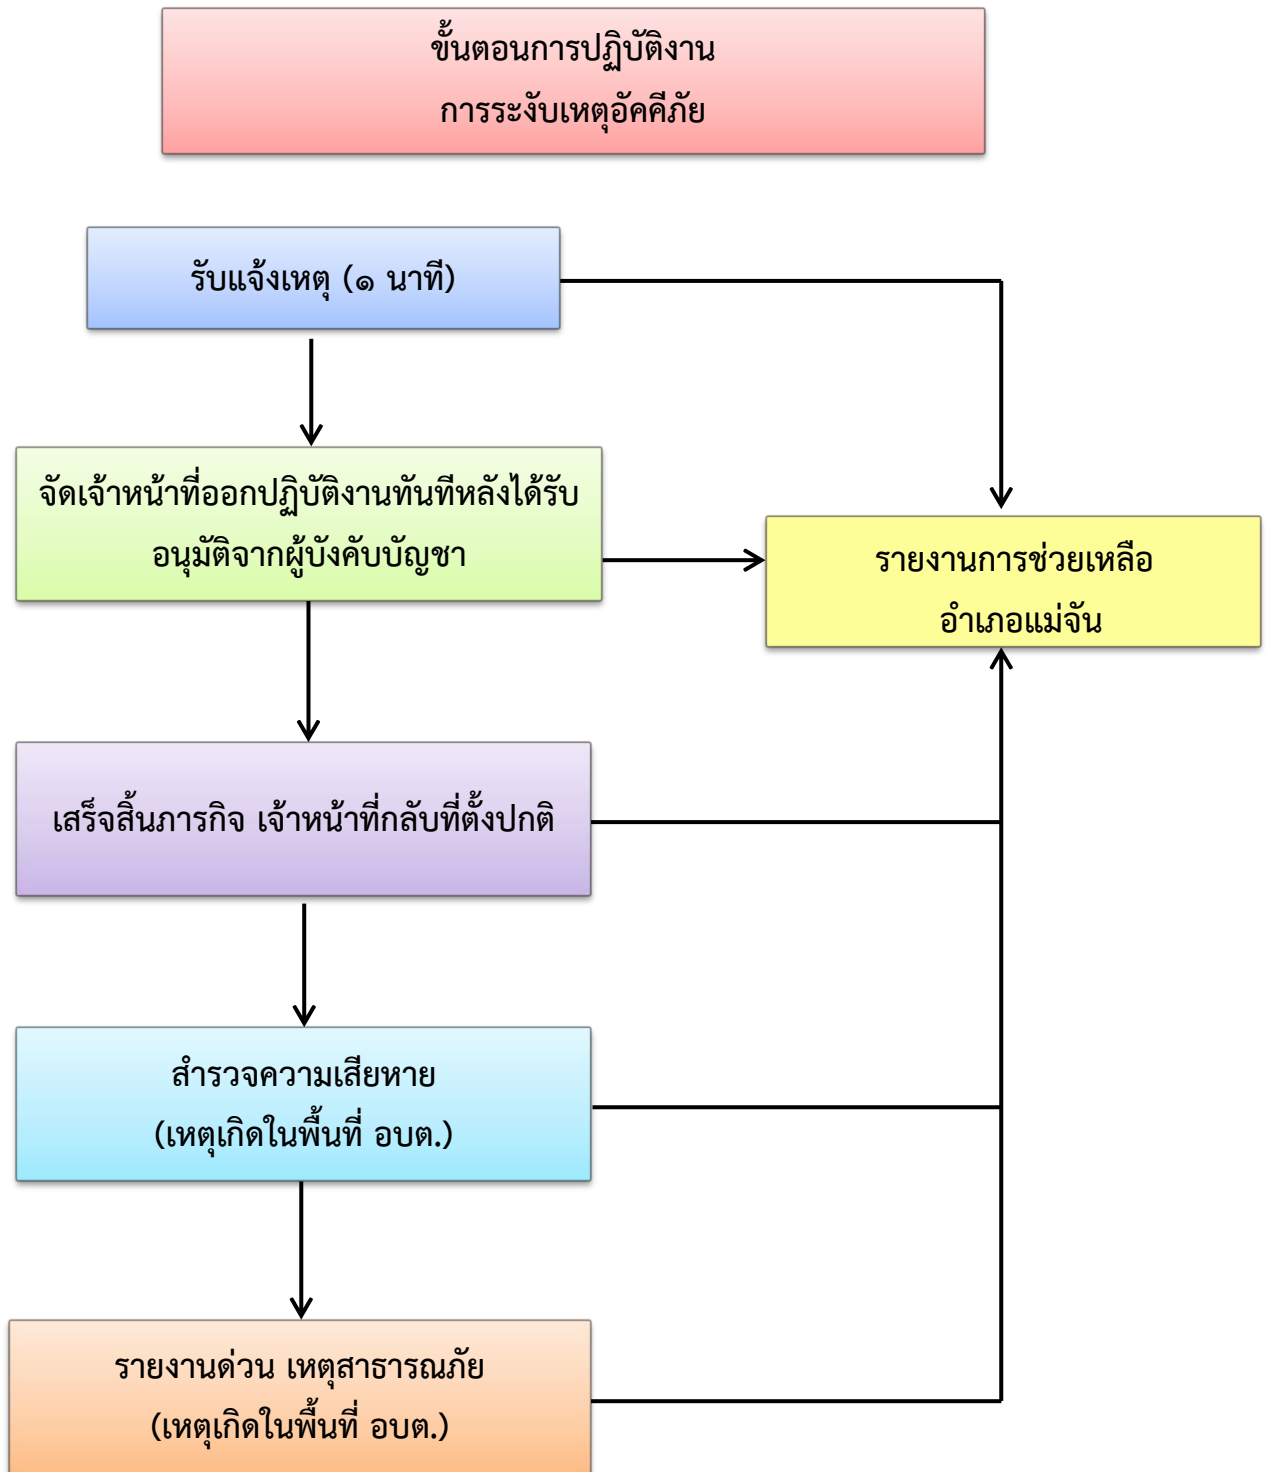 ขั้นตอนการปฏิบัติงาน
การระงับเหตุอัคคีภัย
รับแจ้งเหตุ (๑ นาที)
จัดเจ้าหน้าที่ออกปฏิบัติงานทันทีหลังได้รับ
อนุมัติจากผู้บังคับบัญชา
รายงานการช่วยเหลือ
อำเภอแม่จัน
เสร็จสิ้นภารกิจ เจ้าหน้าที่กลับที่ตั้งปกติ
สำรวจความเสียหาย
(เหตุเกิดในพื้นที่ อบต.)
รายงานด่วน เหตุสาธารณภัย
(เหตุเกิดในพื้นที่ อบต.)